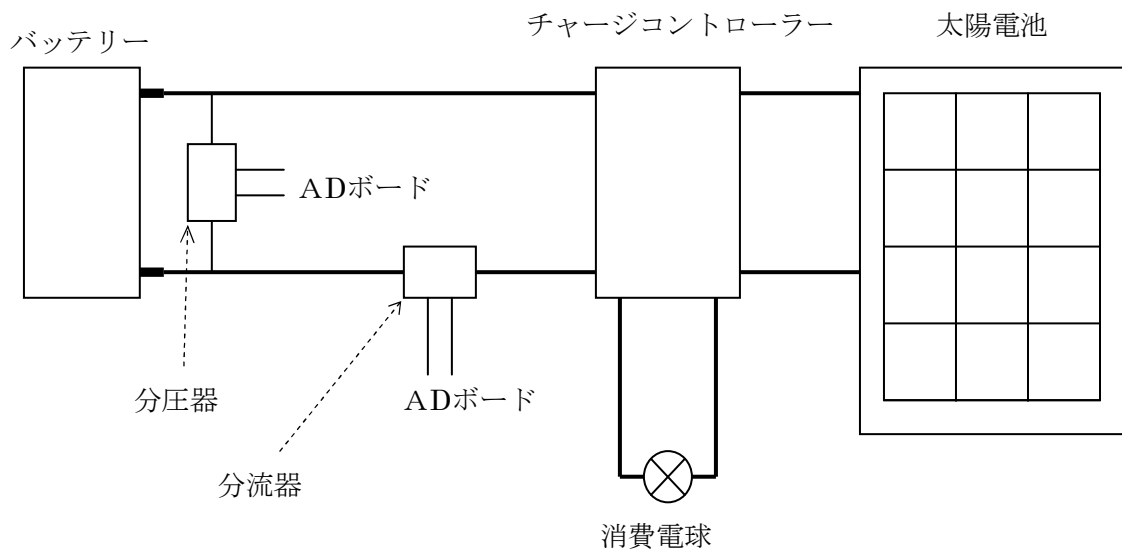 チャージコントローラー
太陽電池
バッテリー
ＡＤボード
分圧器
ＡＤボード
分流器
消費電球